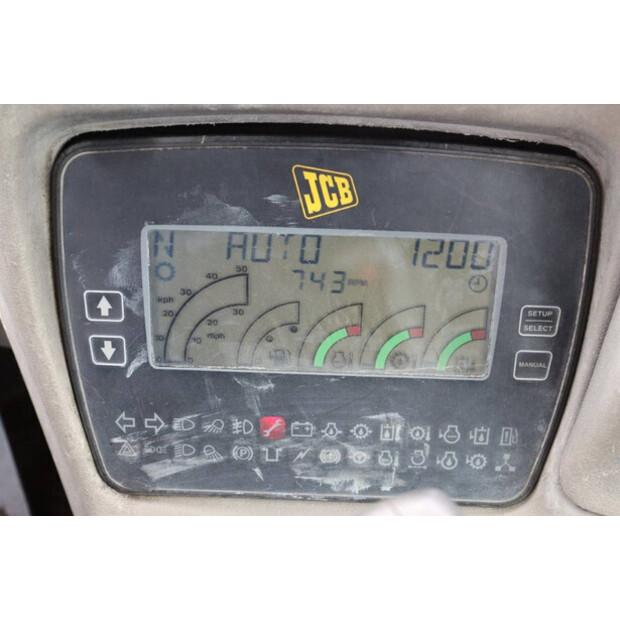 JCB
N AUTO 1200
743 RPM
50
40
30 30
kph
20 20
mph
10 10
0 0
SETUP
SELECT
MANUAL
P